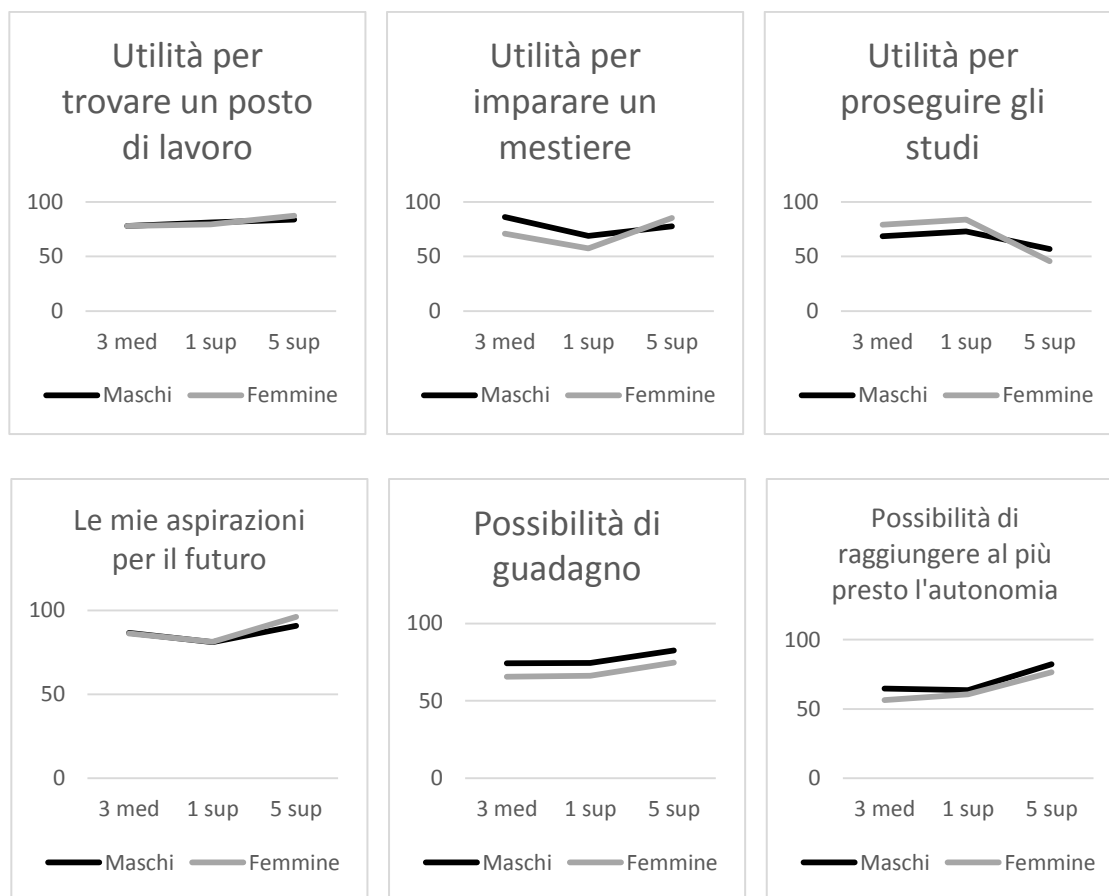 Utilità per
trovare un posto
di lavoro
100
50
0
3 med 1 sup 5 sup
Maschi Femmine
Utilità per
imparare un
mestiere
100
50
0
3 med 1 sup 5 sup
Maschi Femmine
Utilità per
proseguire gli
studi
100
50
0
3 med 1 sup 5 sup
Maschi Femmine
Le mie aspirazioni
per il futuro
100
50
0
3 med 1 sup 5 sup
Maschi Femmine
Possibilità di
guadagno
100
50
0
3 med 1 sup 5 sup
Maschi Femmine
Possibilità di
raggiungere al più
presto l'autonomia
100
50
0
3 med 1 sup 5 sup
Maschi Femmine